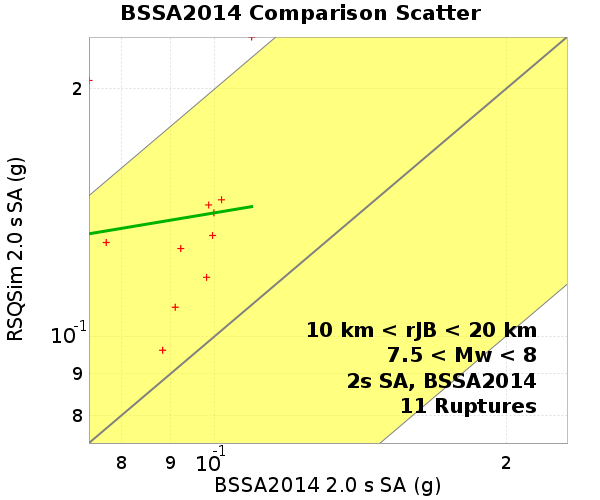 BSSA2014 Comparison Scatter
RSQSim 2.0 s SA (g)
2
10-1
9
8
10 km < rJB < 20 km
7.5 < Mw < 8
2s SA, BSSA2014
11 Ruptures
8 9 10-1 2
BSSA2014 2.0 s SA (g)